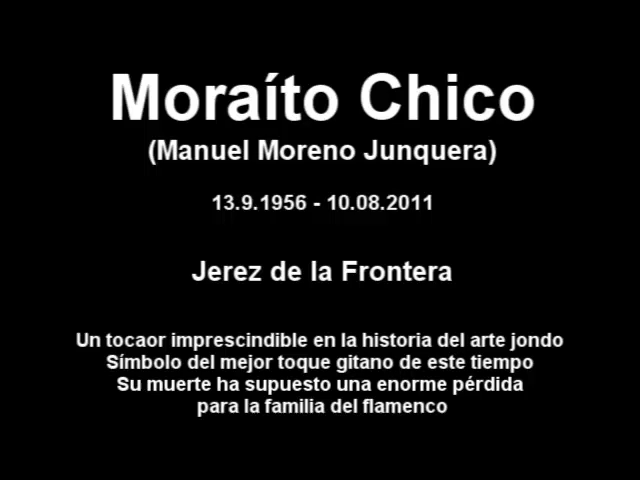 Moraíto Chico
(Manuel Moreno Junquera)
13.9.1956 - 10.08.2011
Jerez de la Frontera
Un tocaor imprescindible en la historia del arte jondo
Símbolo del mejor toque gitano de este tiempo
Su muerte ha supuesto una enorme pérdida
para la familia del flamenco